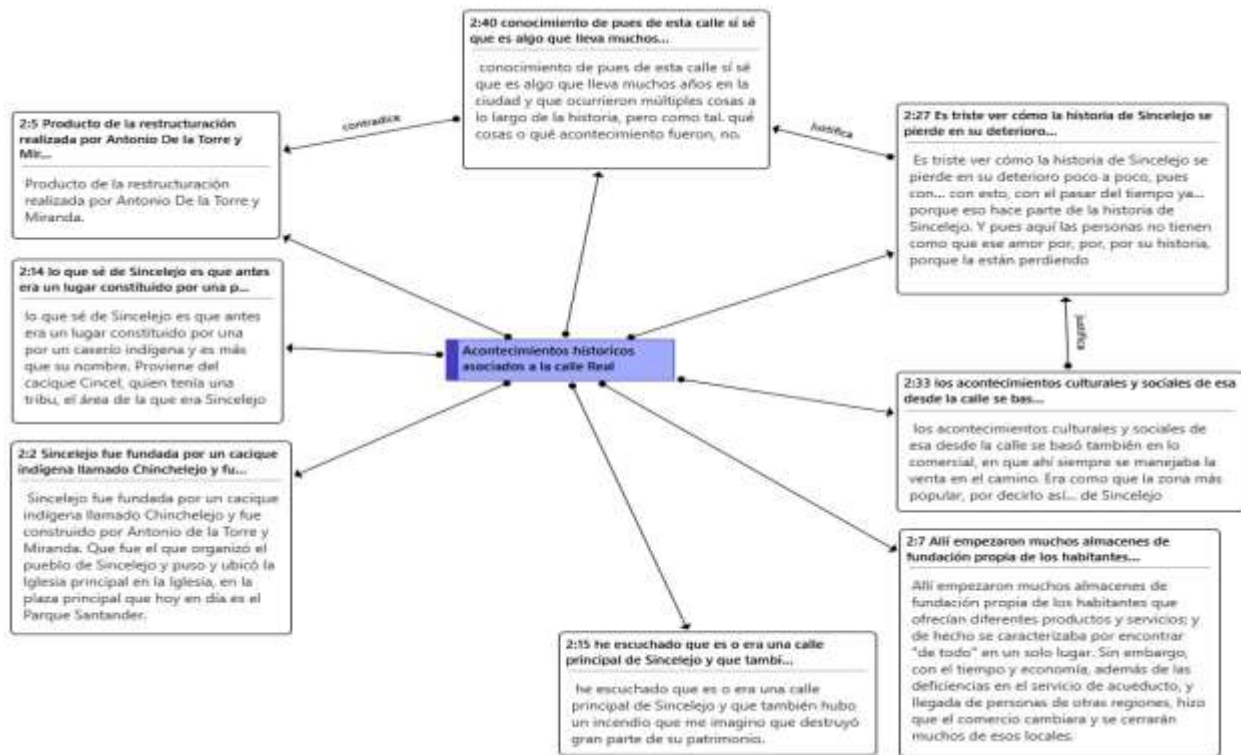 2:40 conocimiento de pues de esta calle sí sé
que es algo que lleva muchos...
conocimiento de pues de esta calle sí sé
que es algo que lleva muchos años en la
ciudad y que ocurrieron múltiples cosas a
lo largo de la historia, pero como tal. qué
cosas o qué acontecimiento fueron, no.
contradice
justifica
2:5 Producto de la restructuración
realizada por Antonio De la Torre y
Mir...
Producto de la restructuración
realizada por Antonio De la Torre y
Miranda.
2:27 Es triste ver cómo la historia de Sincelejo se
pierde en su deterioro...
Es triste ver cómo la historia de Sincelejo se
pierde en su deterioro poco a poco, pues
con... con esto, con el pasar del tiempo ya...
porque eso hace parte de la historia de
Sincelejo. Y pues aquí las personas no tienen
como que ese amor por, por, por su historia,
porque la están perdiendo
2:14 lo que sé de Sincelejo es que antes
era un lugar constituido por una p...
lo que sé de Sincelejo es que antes
era un lugar constituido por una
por un caserío indígena y es más
que su nombre. Proviene del
cacique Cincel, quien tenía una
tribu, el área de la que era Sincelejo
Acontecimientos históricos
asociados a la calle Real
justifica
2:33 los acontecimientos culturales y sociales de esa
desde la calle se bas...
los acontecimientos culturales y sociales de
esa desde la calle se basó también en lo
comercial, en que ahí siempre se manejaba la
venta en el camino. Era como que la zona más
popular, por decirlo así... de Sincelejo
2:2 Sincelejo fue fundada por un cacique
indígena llamado Chinchelejo y fu...
Sincelejo fue fundada por un cacique
indígena llamado Chinchelejo y fue
construido por Antonio de la Torre y
Miranda. Que fue el que organizó el
pueblo de Sincelejo y puso y ubicó la
Iglesia principal en la Iglesia, en la
plaza principal que hoy en día es el
Parque Santander.
2:7 Allí empezaron muchos almacenes de
fundación propia de los habitantes...
Allí empezaron muchos almacenes de
fundación propia de los habitantes que
ofrecían diferentes productos y servicios; y
de hecho se caracterizaba por encontrar
"de todo" en un solo lugar. Sin embargo,
con el tiempo y economía, además de las
deficiencias en el servicio de acueducto, y
llegada de personas de otras regiones, hizo
que el comercio cambiara y se cerrarán
muchos de esos locales.
2:15 he escuchado que es o era una calle
principal de Sincelejo y que tambi...
he escuchado que es o era una calle
principal de Sincelejo y que también hubo
un incendio que me imagino que destruyó
gran parte de su patrimonio.